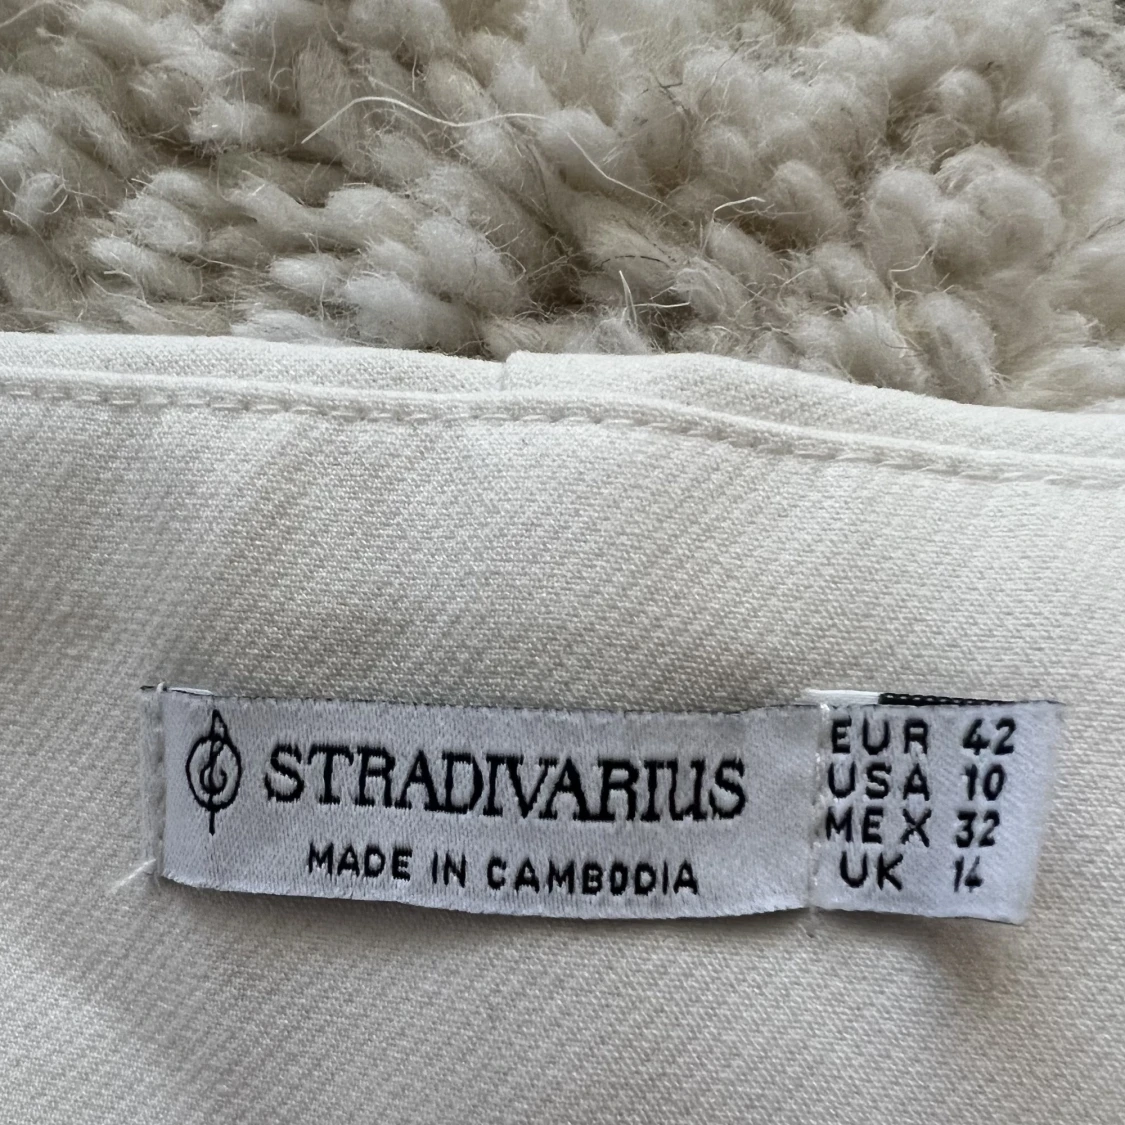 STRADIVARIUS
MADE IN CAMBODIA
EUR 42
USA 10
MEX 32
UK 14